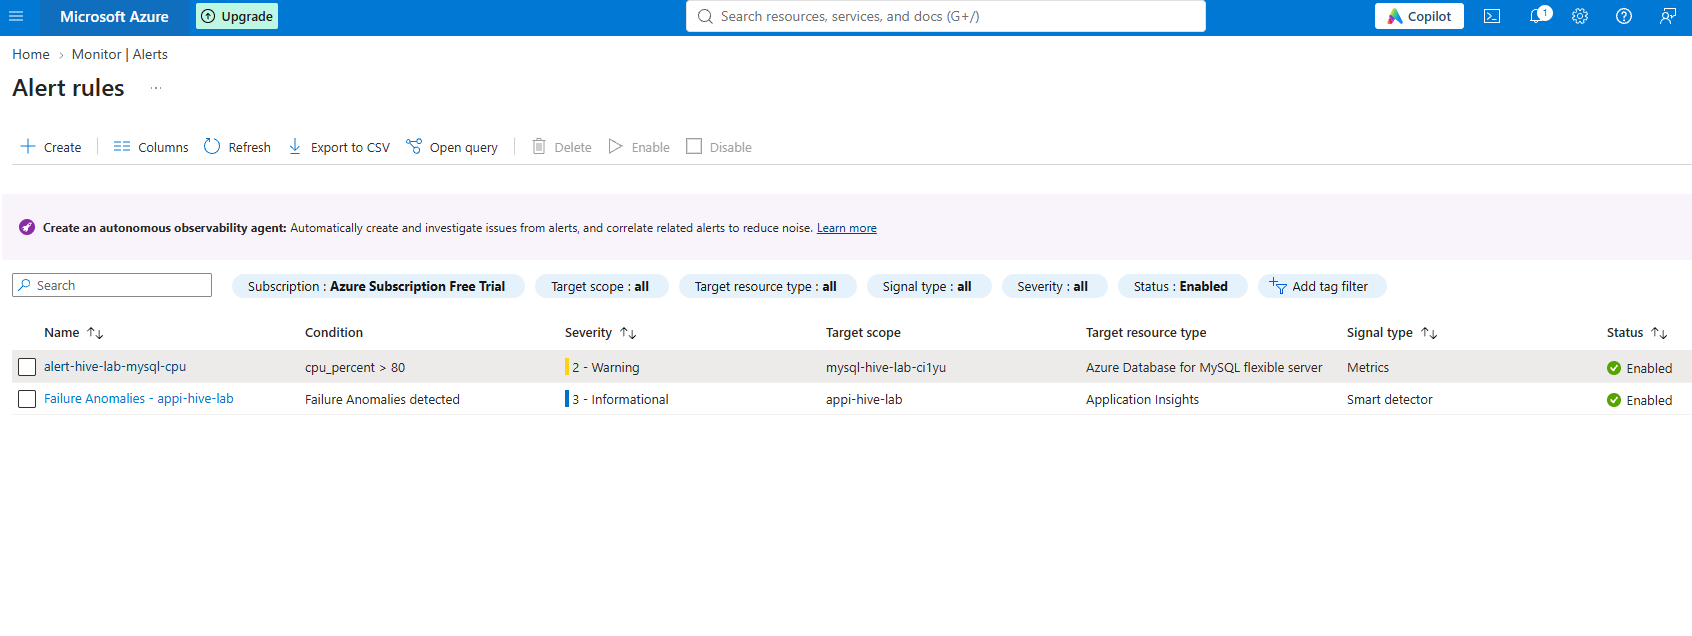 Microsoft Azure Upgrade Search resources, services, and docs (G+/) Copilot 1
Home > Monitor | Alerts
Alert rules ...
Create Columns Refresh Export to CSV Open query Delete Enable Disable
Create an autonomous observability agent: Automatically create and investigate issues from alerts, and correlate related alerts to reduce noise. Learn more
Search Subscription : Azure Subscription Free Trial Target scope : all Target resource type : all Signal type : all Severity : all Status : Enabled Add tag filter
Name Condition Severity Target scope Target resource type Signal type Status
alert-hive-lab-mysql-cpu cpu_percent > 80 2 - Warning mysql-hive-lab-ci1yu Azure Database for MySQL flexible server Metrics Enabled
Failure Anomalies - appi-hive-lab Failure Anomalies detected 3 - Informational appi-hive-lab Application Insights Smart detector Enabled